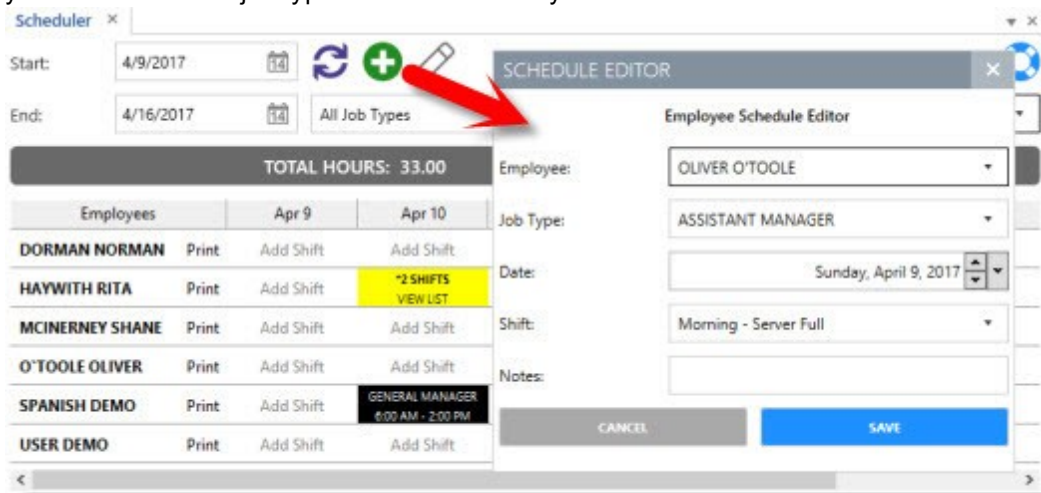 Scheduler ×
Start: 4/9/2017 14
End: 4/16/2017 14 All Job Types
TOTAL HOURS: 33.00
Employees Apr 9 Apr 10
DORMAN NORMAN Print Add Shift Add Shift
HAYWITH RITA Print Add Shift *2 SHIFTS
VIEW LIST
MCINERNEY SHANE Print Add Shift Add Shift
O'TOOLE OLIVER Print Add Shift Add Shift
SPANISH DEMO Print Add Shift GENERAL MANAGER
6:00 AM - 2:00 PM
USER DEMO Print Add Shift Add Shift
SCHEDULE EDITOR ×
Employee Schedule Editor
Employee: OLIVER O'TOOLE
Job Type: ASSISTANT MANAGER
Date: Sunday, April 9, 2017
Shift: Morning - Server Full
Notes:
CANCEL SAVE